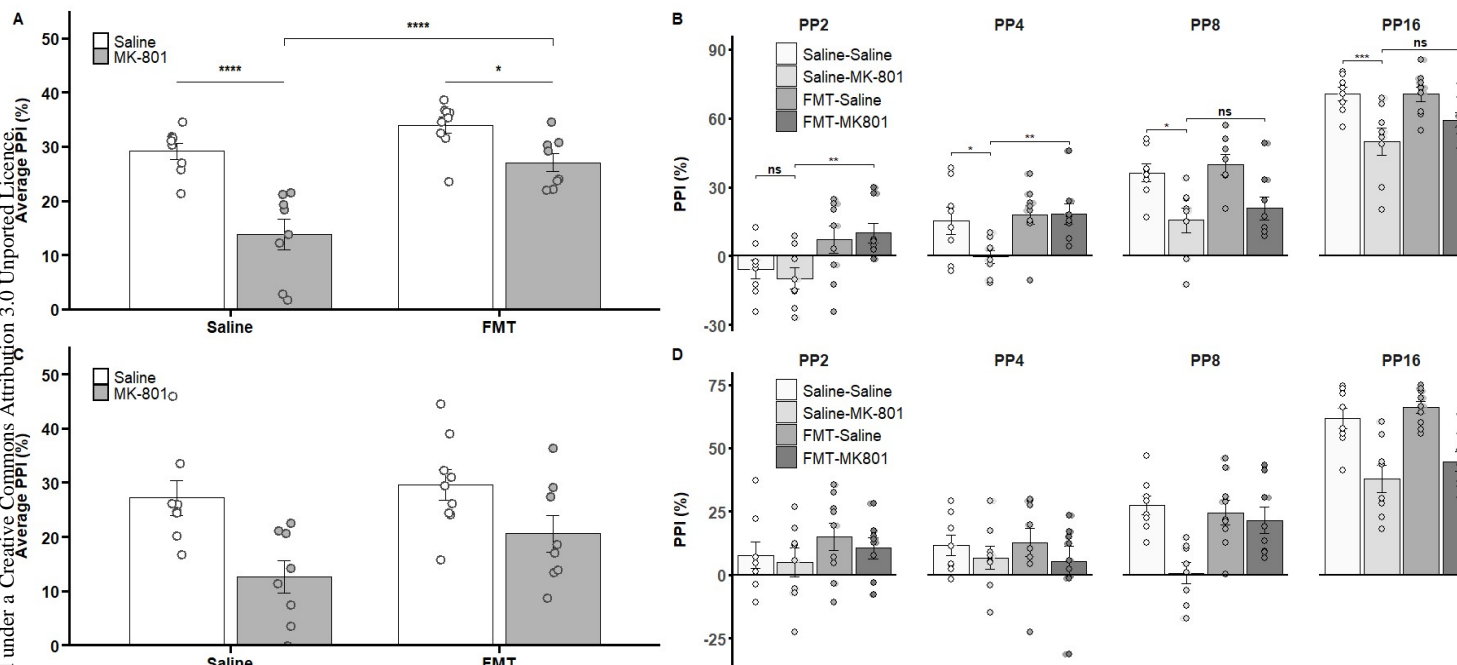 under a Creative Commons Attribution 3.0 Unported Licence.
A
****
50
Saline
MK-801
****
*
40
30
20
10
0
Average PPI (%)
Saline
FMT
B
PP2
PP4
PP8
PP16
90
60
30
0
-30
PPI (%)
Saline-Saline
Saline-MK-801
FMT-Saline
FMT-MK801
ns
**
*
**
*
ns
***
ns
C
50
Saline
MK-801
40
30
20
10
0
Average PPI (%)
Saline
FMT
D
PP2
PP4
PP8
PP16
75
50
25
0
-25
PPI (%)
Saline-Saline
Saline-MK-801
FMT-Saline
FMT-MK801